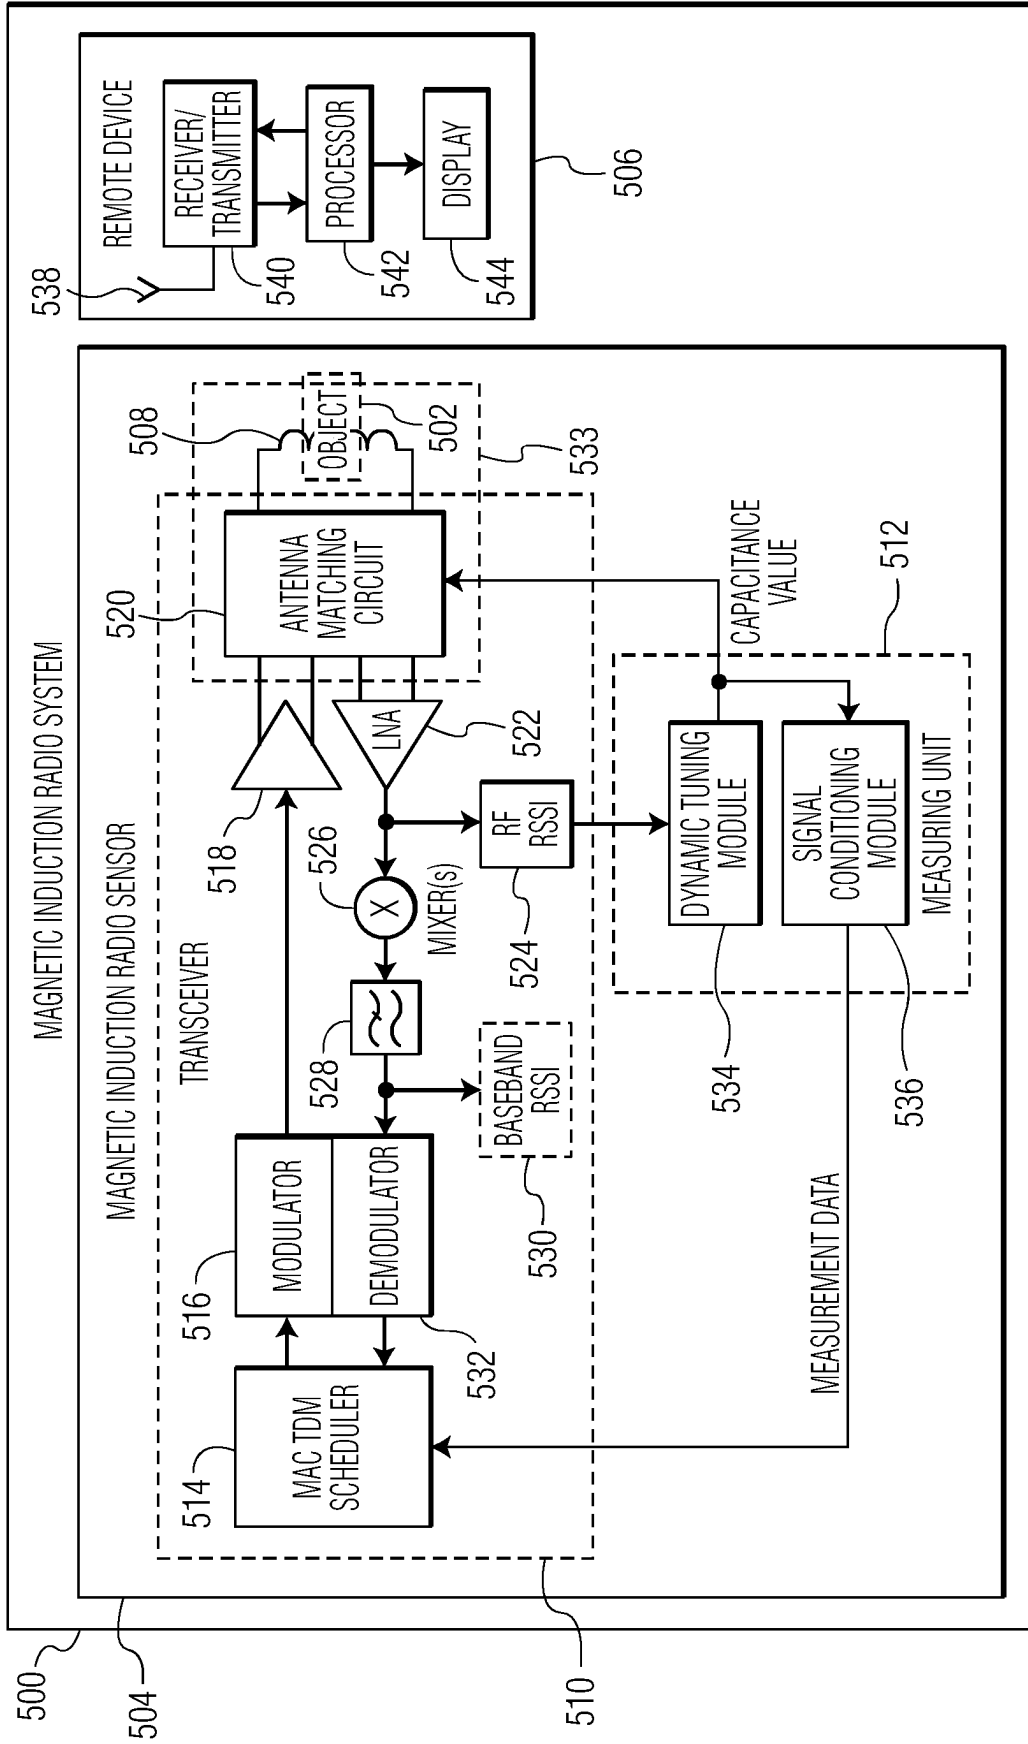 MAGNETIC INDUCTION RADIO SYSTEM
500
MAGNETIC INDUCTION RADIO SENSOR
504
TRANSCEIVER
510
MAC TDM
SCHEDULER
514
MODULATOR
516
DEMODULATOR
532
528
BASEBAND
RSSI
530
526
X
MIXER(S)
518
LNA
522
RF
RSSI
524
ANTENNA
MATCHING
CIRCUIT
520
508
OBJECT
502
533
CAPACITANCE
VALUE
512
DYNAMIC TUNING
MODULE
534
SIGNAL
CONDITIONING
MODULE
536
MEASURING UNIT
MEASUREMENT DATA
REMOTE DEVICE
506
538
RECEIVER/
TRANSMITTER
540
PROCESSOR
542
DISPLAY
544